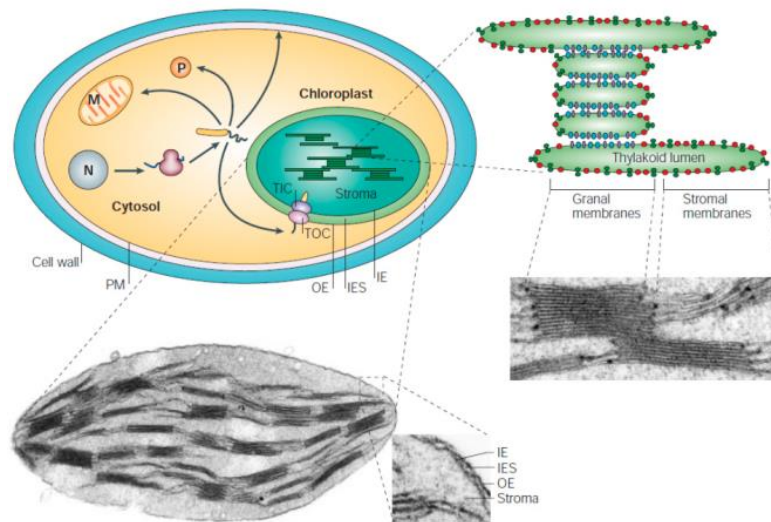 P
M
Chloroplast
N
Stroma
TIC
Cytosol
TOC
Cell wall
PM
OE
IES
IE
Thylakoid lumen
Granal
membranes
Stromal
membranes
IE
IES
OE
Stroma